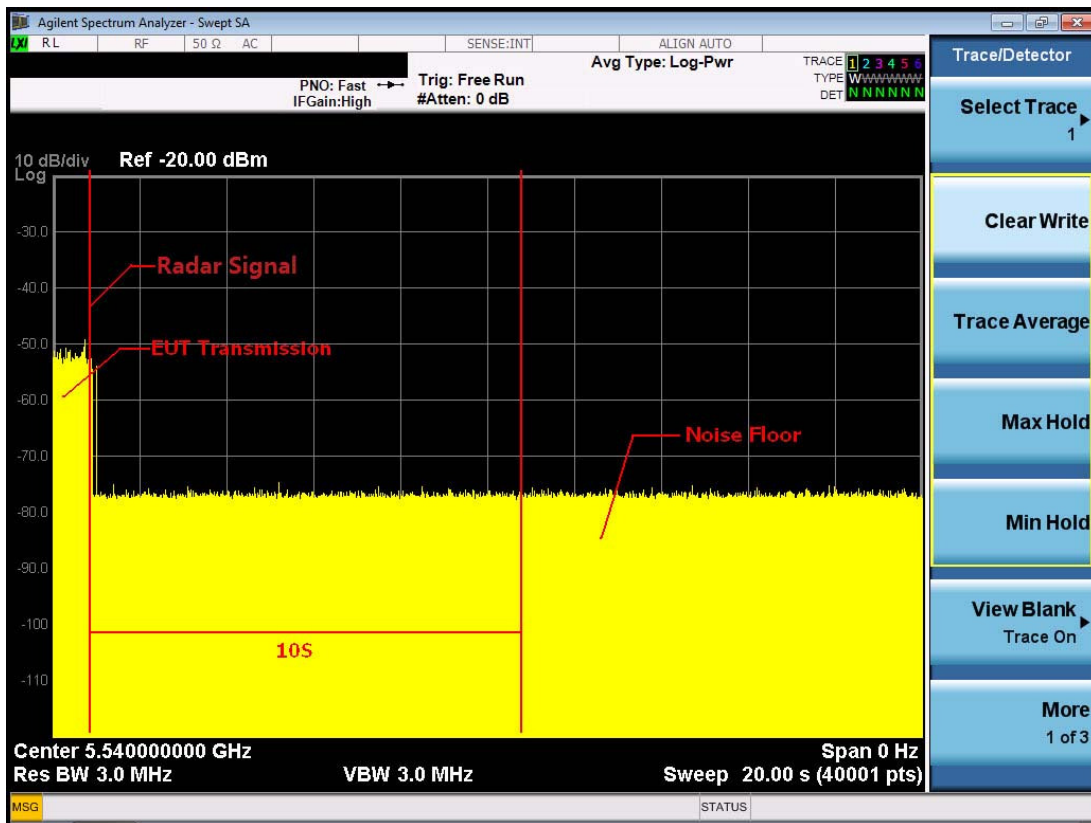 Agilent Spectrum Analyzer - Swept SA
LXI RL RF 50 Ω AC SENSE:INT ALIGN AUTO
PNO: Fast
IFGain:High
Trig: Free Run
#Atten: 0 dB
Avg Type: Log-Pwr
TRACE 1 2 3 4 5 6
TYPE WWWWWW
DET N N N N N N
10 dB/div Ref -20.00 dBm
Log
-30.0
-40.0
-50.0
-60.0
-70.0
-80.0
-90.0
-100
-110
Radar Signal
EUT Transmission
Noise Floor
10S
Center 5.540000000 GHz Span 0 Hz
Res BW 3.0 MHz VBW 3.0 MHz Sweep 20.00 s (40001 pts)
MSG STATUS
Trace/Detector
Select Trace
1
Clear Write
Trace Average
Max Hold
Min Hold
View Blank
Trace On
More
1 of 3